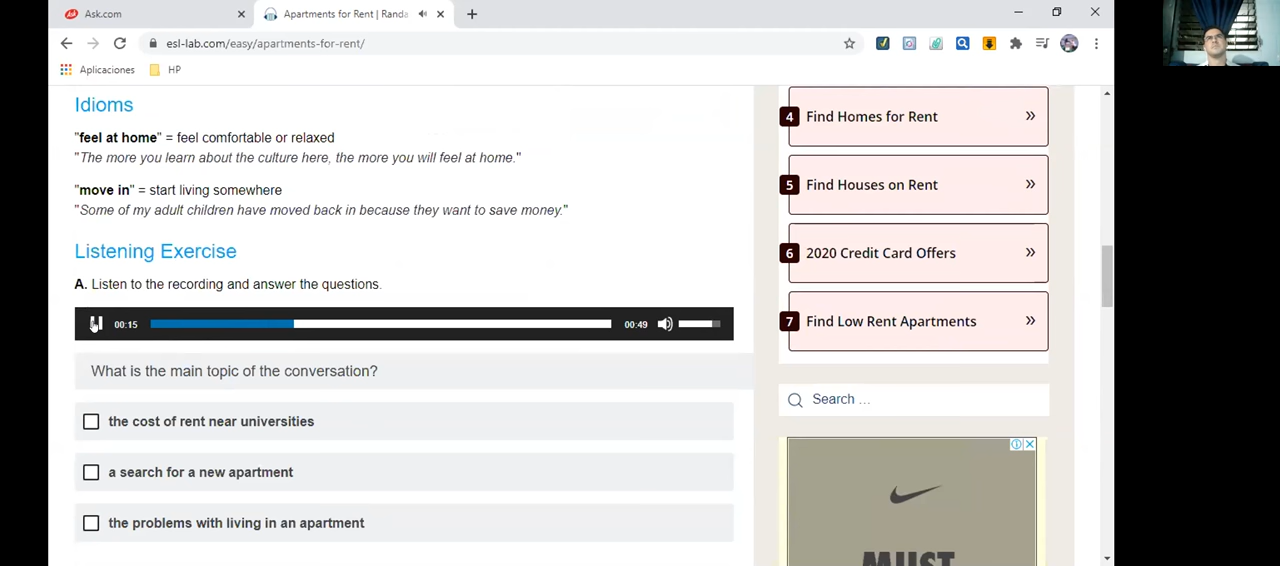 Ask.com
Apartments for Rent | Randa
esl-lab.com/easy/apartments-for-rent/
Aplicaciones
HP
Idioms
"feel at home" = feel comfortable or relaxed
"The more you learn about the culture here, the more you will feel at home."
"move in" = start living somewhere
"Some of my adult children have moved back in because they want to save money."
Listening Exercise
A. Listen to the recording and answer the questions.
00:15
00:49
What is the main topic of the conversation?
the cost of rent near universities
a search for a new apartment
the problems with living in an apartment
4 Find Homes for Rent »
5 Find Houses on Rent »
6 2020 Credit Card Offers »
7 Find Low Rent Apartments »
Search …
MUST